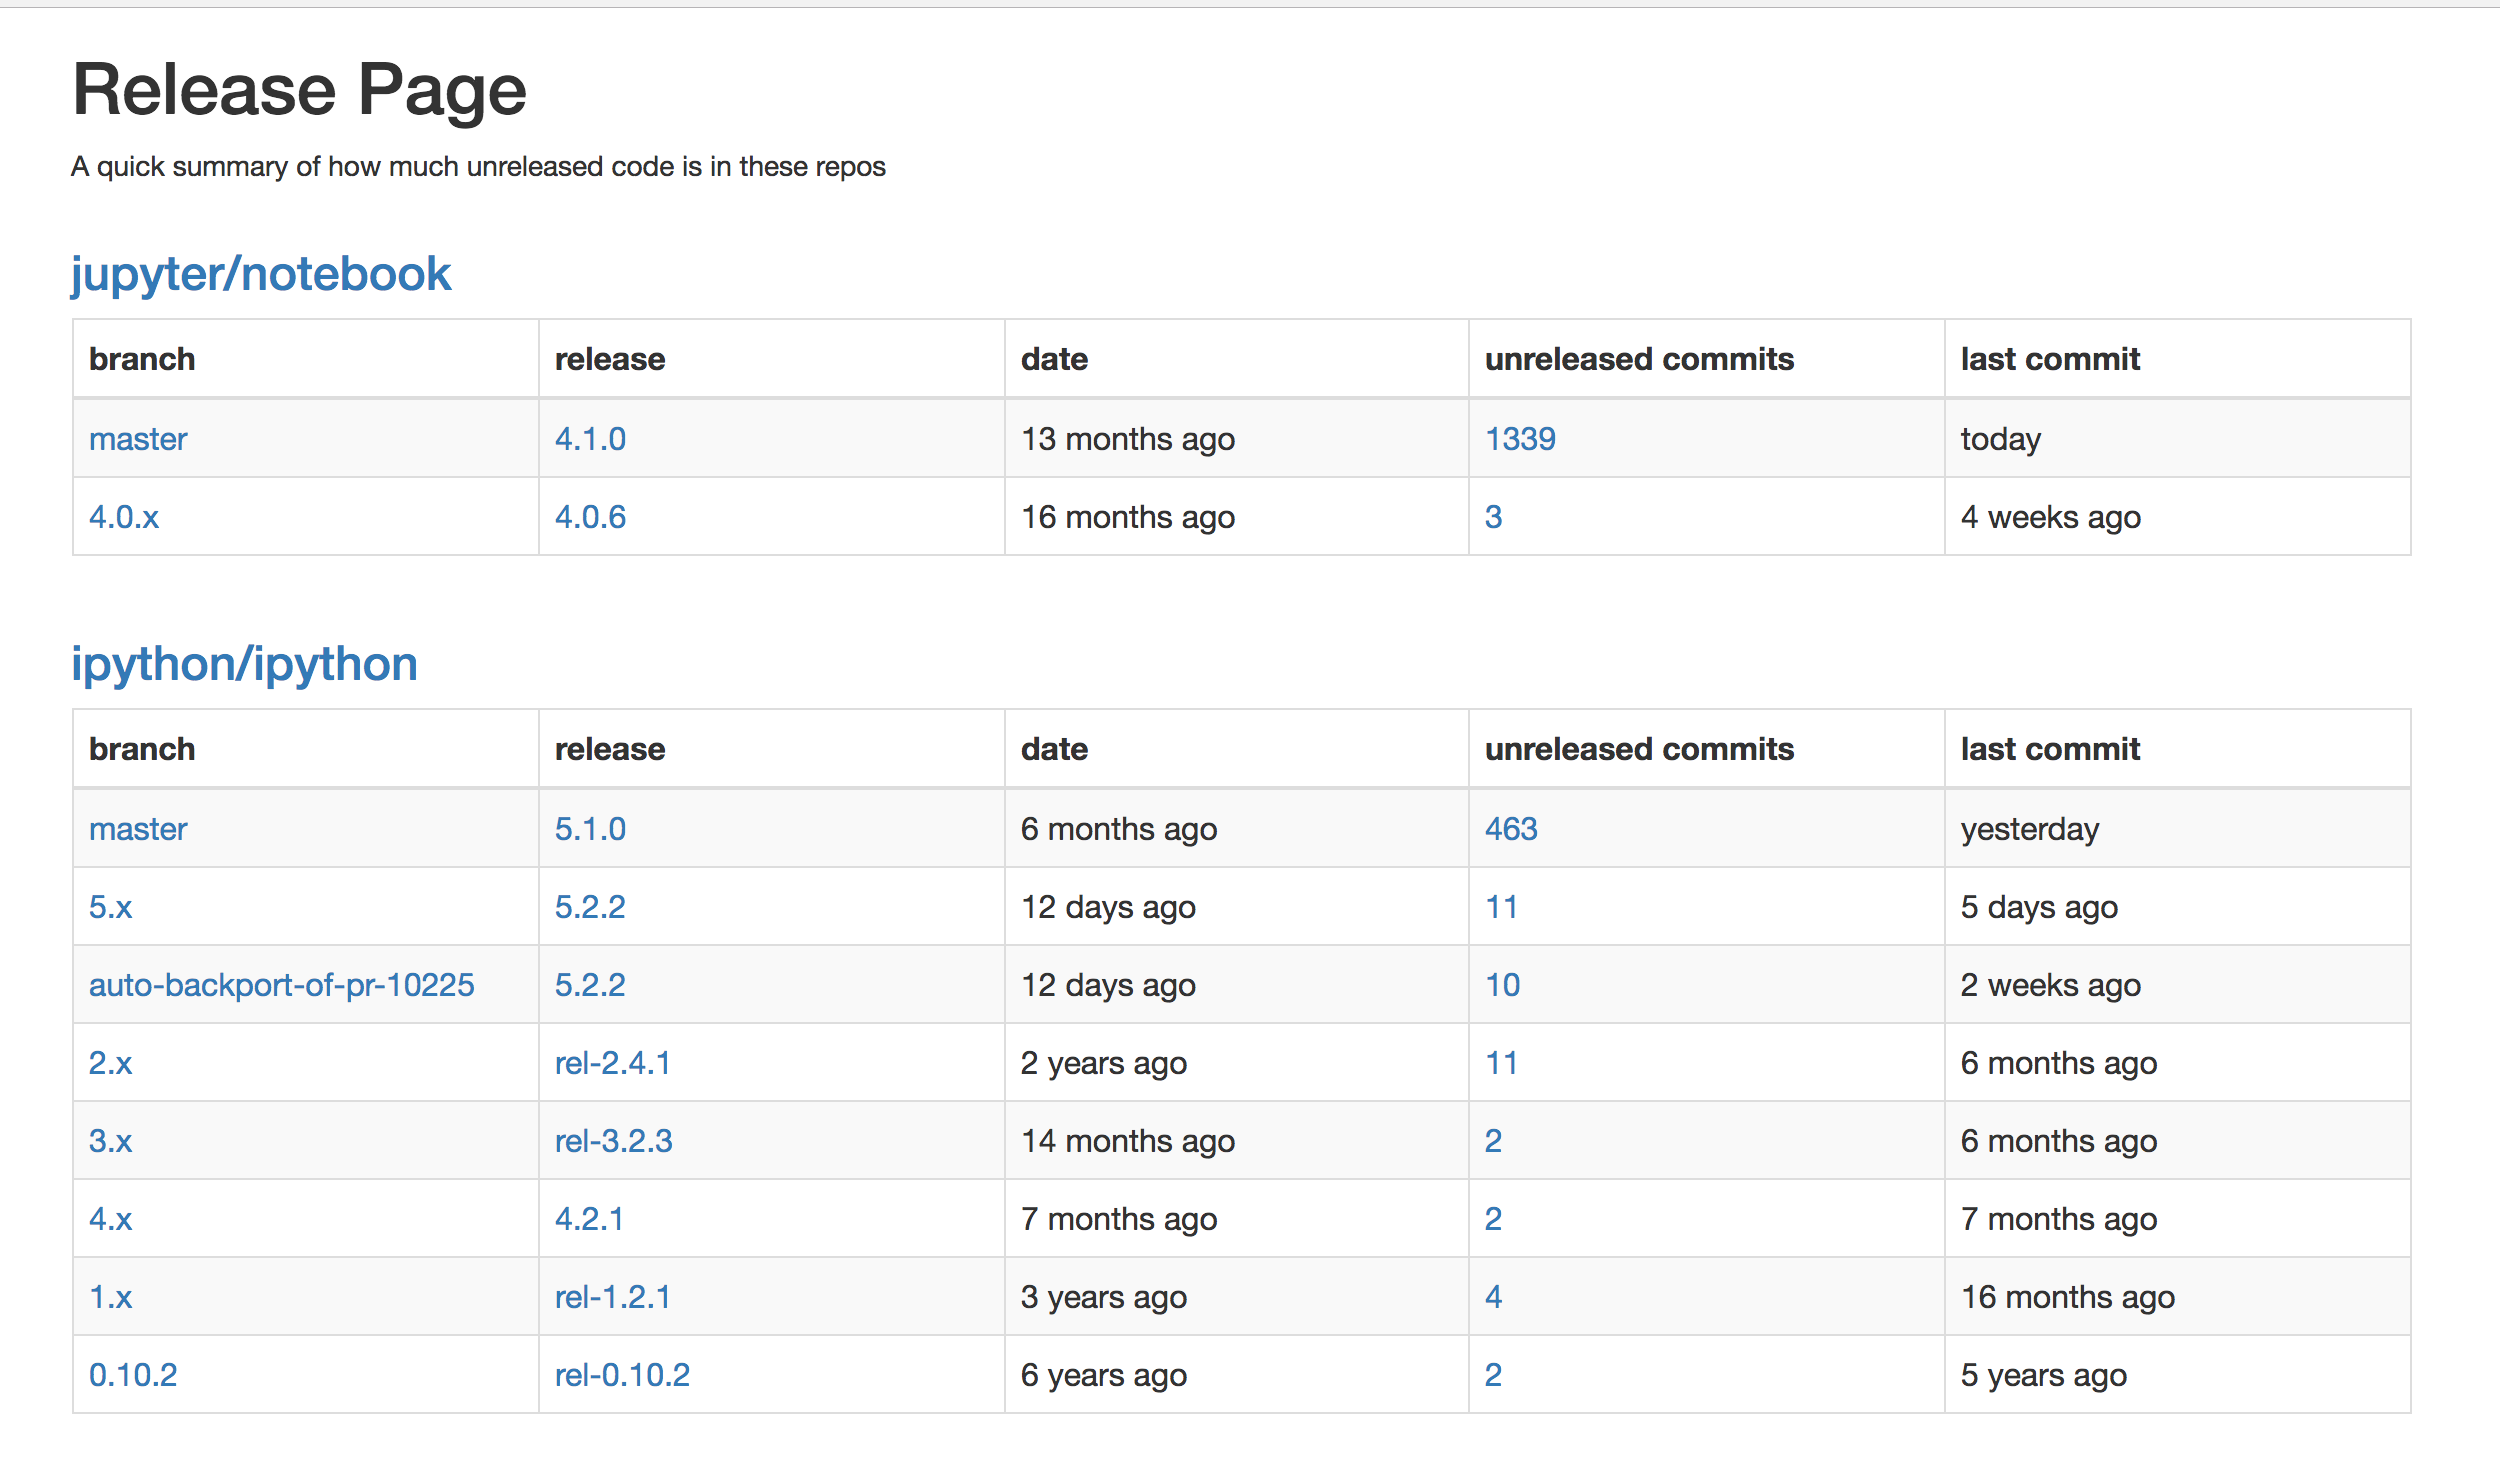 Release Page
A quick summary of how much unreleased code is in these repos
jupyter/notebook
branch release date unreleased commits last commit
master 4.1.0 13 months ago 1339 today
4.0.x 4.0.6 16 months ago 3 4 weeks ago
ipython/ipython
branch release date unreleased commits last commit
master 5.1.0 6 months ago 463 yesterday
5.x 5.2.2 12 days ago 11 5 days ago
auto-backport-of-pr-10225 5.2.2 12 days ago 10 2 weeks ago
2.x rel-2.4.1 2 years ago 11 6 months ago
3.x rel-3.2.3 14 months ago 2 6 months ago
4.x 4.2.1 7 months ago 2 7 months ago
1.x rel-1.2.1 3 years ago 4 16 months ago
0.10.2 rel-0.10.2 6 years ago 2 5 years ago